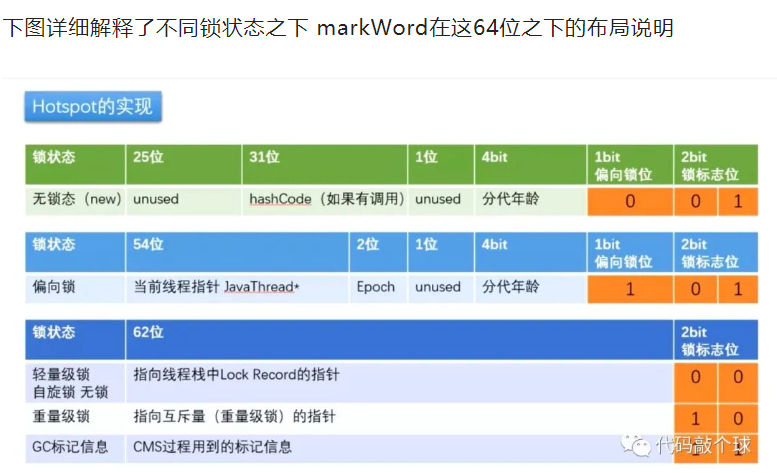 下图详细解释了不同锁状态之下 markWord在这64位之下的布局说明
Hotspot的实现
锁状态 25位 31位 1位 4bit 1bit 2bit
偏向锁位 锁标志位
无锁态（new） unused hashCode（如果有调用） unused 分代年龄 0 0 1
锁状态 54位 2位 1位 4bit 1bit 2bit
偏向锁位 锁标志位
偏向锁 当前线程指针 JavaThread* Epoch unused 分代年龄 1 0 1
锁状态 62位 2bit
锁标志位
轻量级锁 指向线程栈中Lock Record的指针 0 0
自旋锁 无锁
重量级锁 指向互斥量（重量级锁）的指针 1 0
GC标记信息 CMS过程用到的标记信息 1 1
代码敲个球